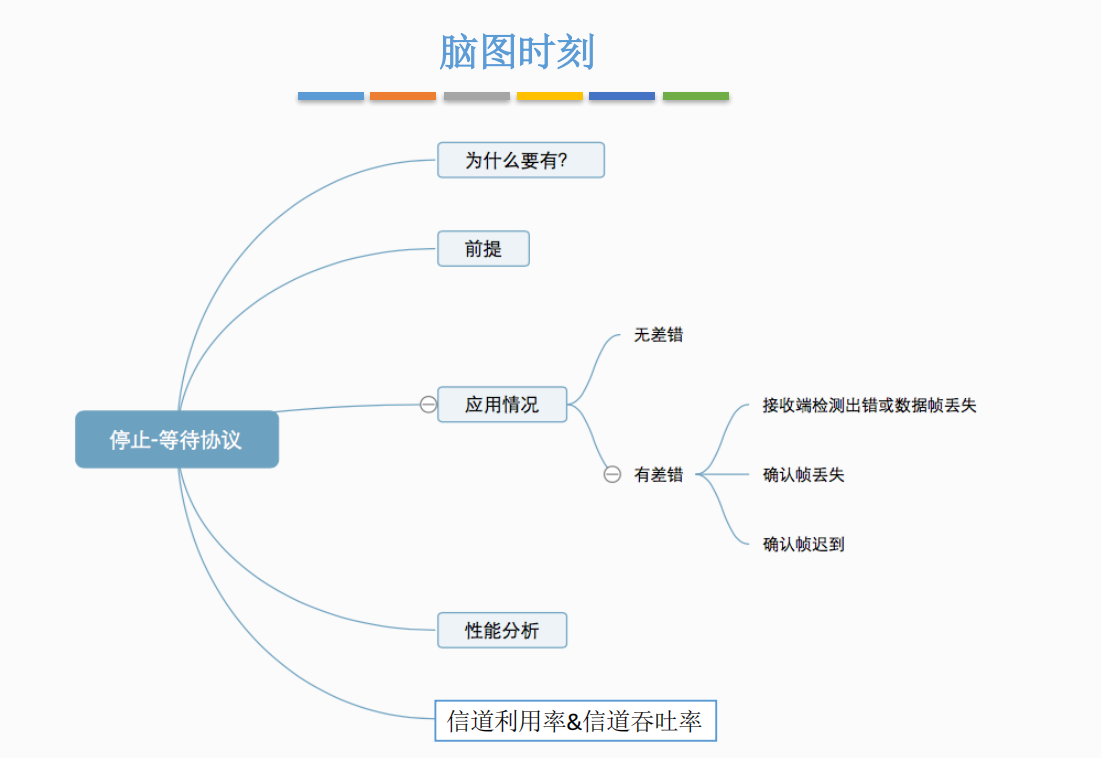 脑图时刻
为什么要有?
前提
停止-等待协议
应用情况
无差错
有差错
接收端检测出错或数据帧丢失
确认帧丢失
确认帧迟到
性能分析
信道利用率&信道吞吐率